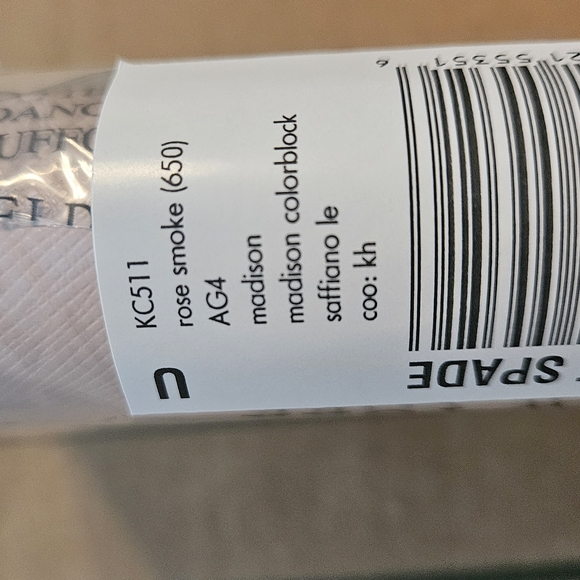 KC511
rose smoke (650)
AG4
madison
madison colorblock
saffiano le
coo: kh
SPADE